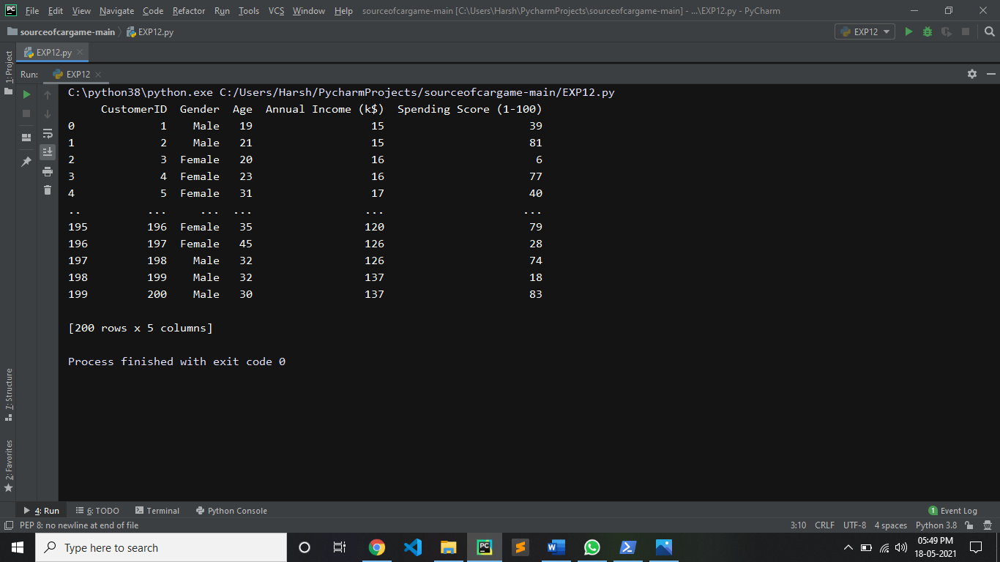 PC File Edit View Navigate Code Refactor Run Tools VCS Window Help sourceofcargame-main [C:\Users\Harsh\PycharmProjects\sourceofcargame-main] - ...\EXP12.py - PyCharm
sourceofcargame-main EXP12.py EXP12
EXP12.py
1: Project
Run: EXP12
C:\python38\python.exe C:/Users/Harsh/PycharmProjects/sourceofcargame-main/EXP12.py
     CustomerID  Gender  Age  Annual Income (k$)  Spending Score (1-100)
0             1    Male   19                  15                      39
1             2    Male   21                  15                      81
2             3  Female   20                  16                       6
3             4  Female   23                  16                      77
4             5  Female   31                  17                      40
..          ...     ...  ...                 ...                     ...
195         196  Female   35                 120                      79
196         197  Female   45                 126                      28
197         198    Male   32                 126                      74
198         199    Male   32                 137                      18
199         200    Male   30                 137                      83
[200 rows x 5 columns]
Process finished with exit code 0
7: Structure
2: Favorites
4: Run 6: TODO Terminal Python Console 1 Event Log
PEP 8: no newline at end of file 3:10 CRLF UTF-8 4 spaces Python 3.8
Type here to search PC W 05:49 PM
18-05-2021